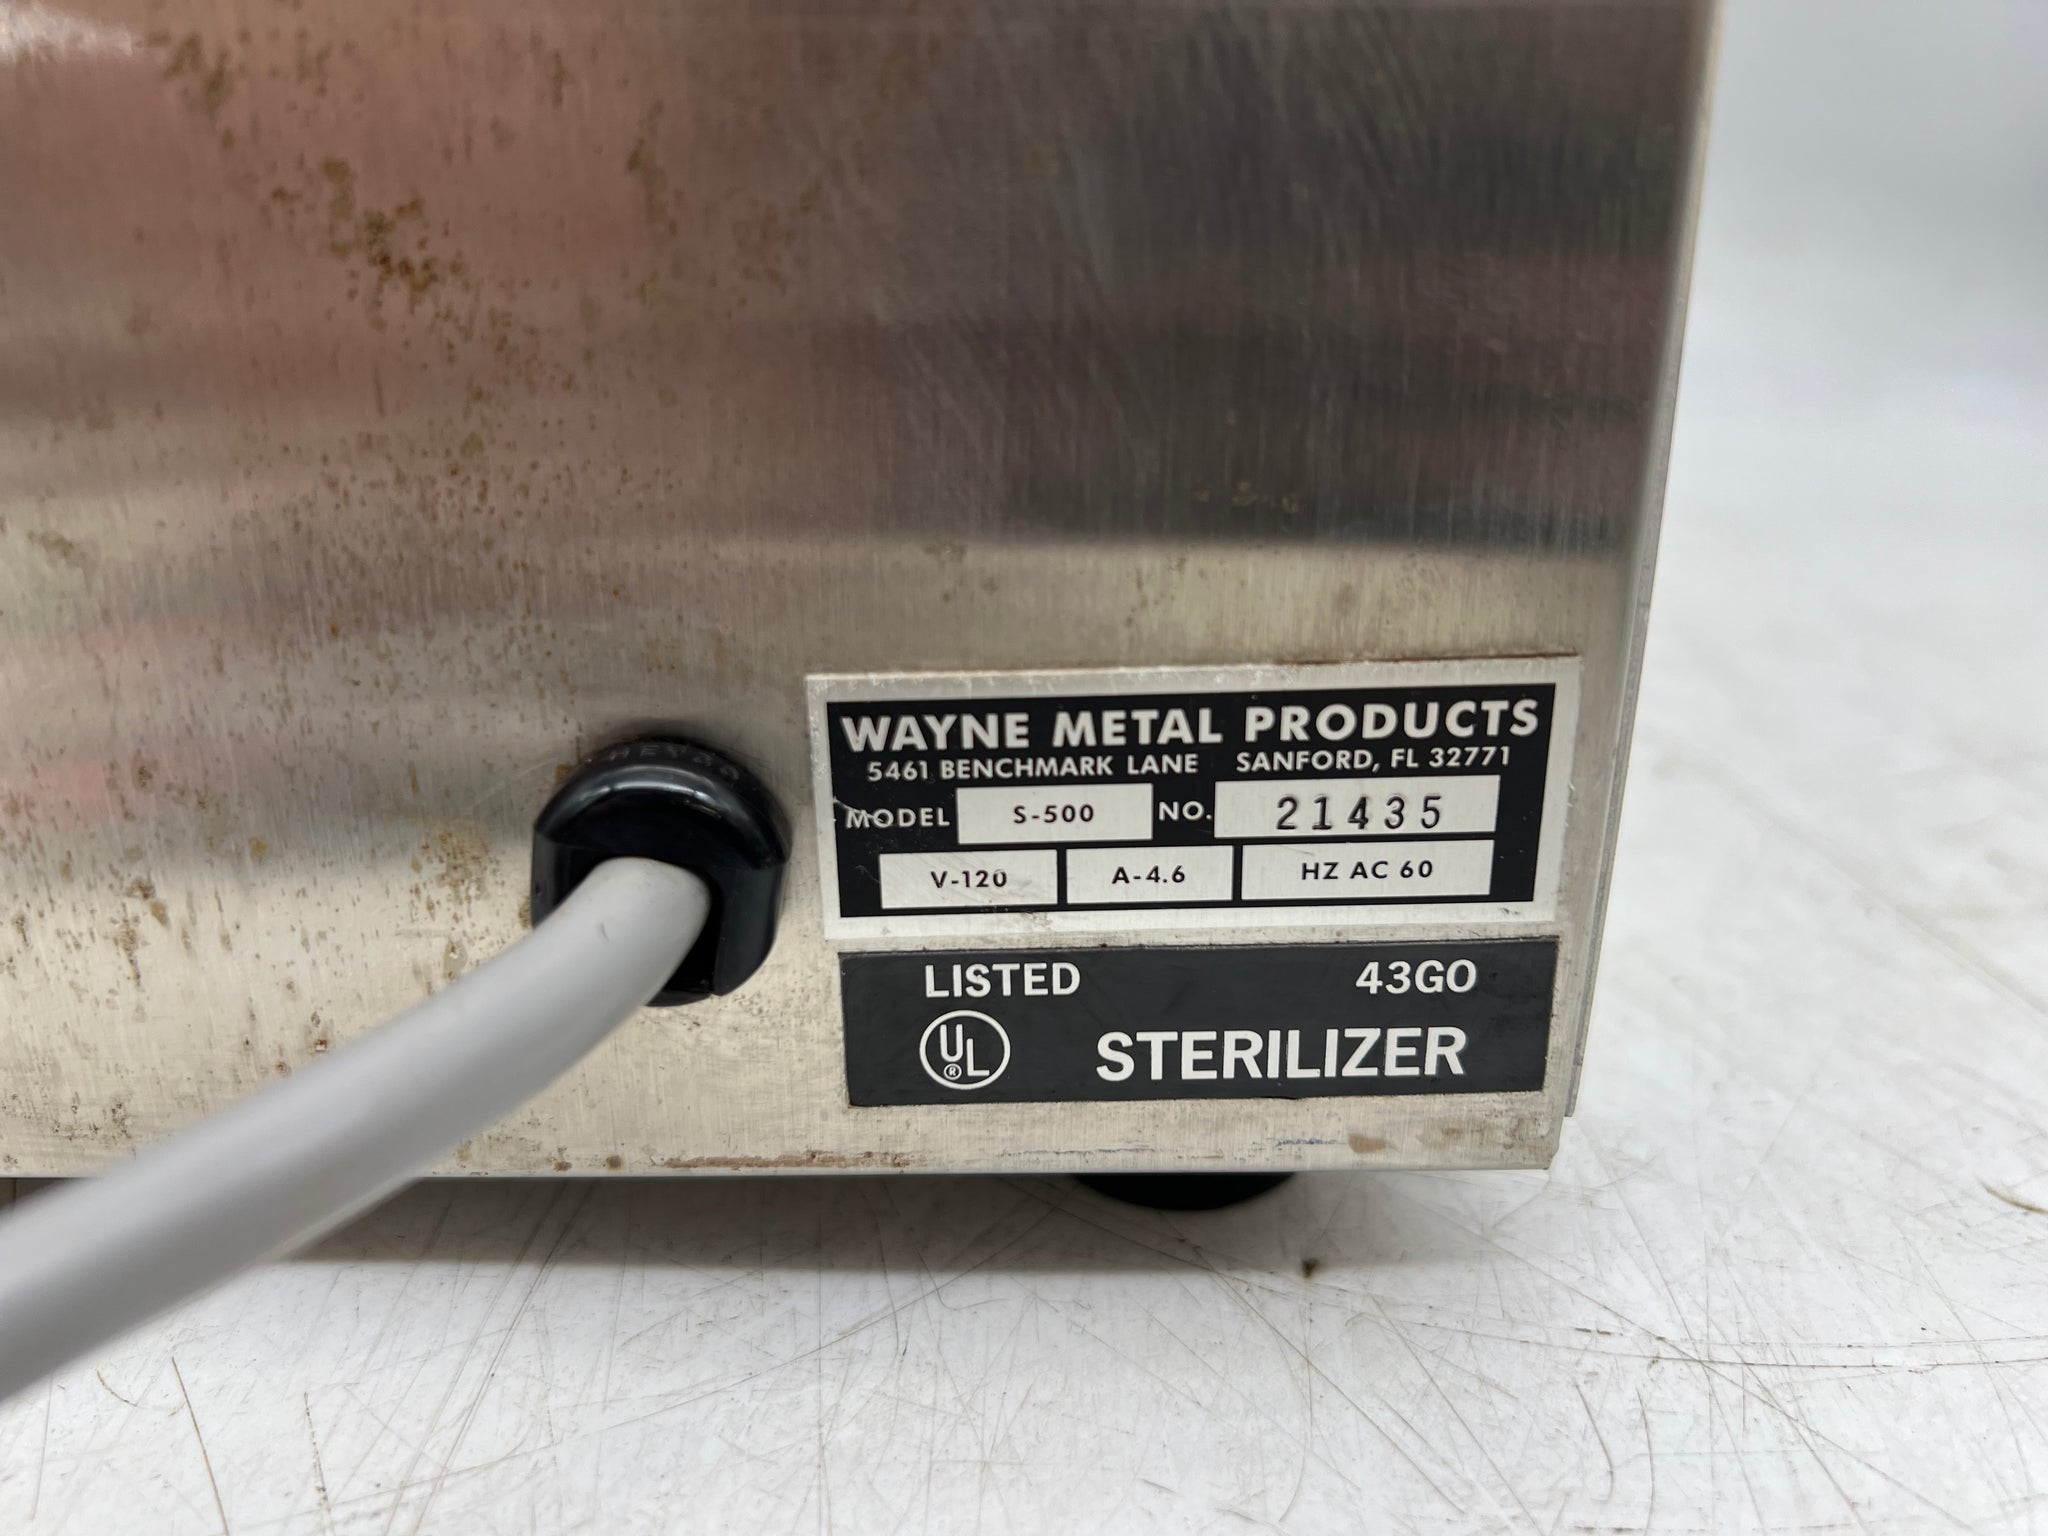 HEYCO
WAYNE METAL PRODUCTS
5461 BENCHMARK LANE SANFORD, FL 32771
MODEL S-500 NO. 21435
V-120 A-4.6 HZ AC 60
LISTED 43GO
UL® STERILIZER